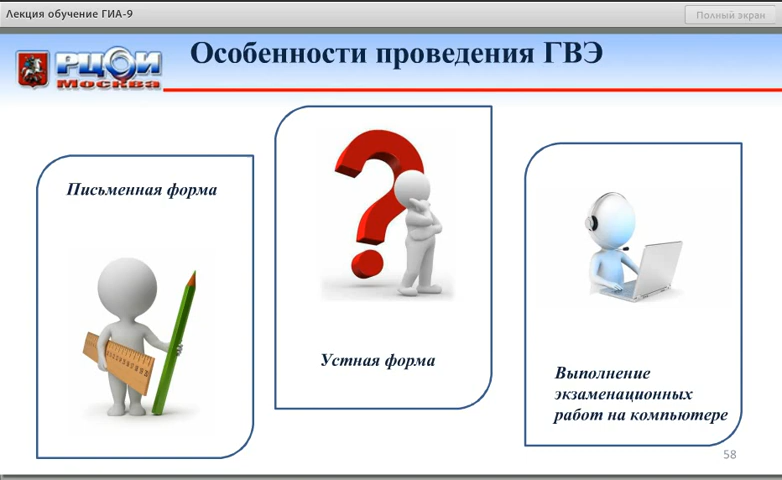 Лекция обучение ГИА-9
Полный экран
РЦОИ
Москва
Особенности проведения ГВЭ
Письменная форма
Устная форма
Выполнение
экзаменационных
работ на компьютере
58